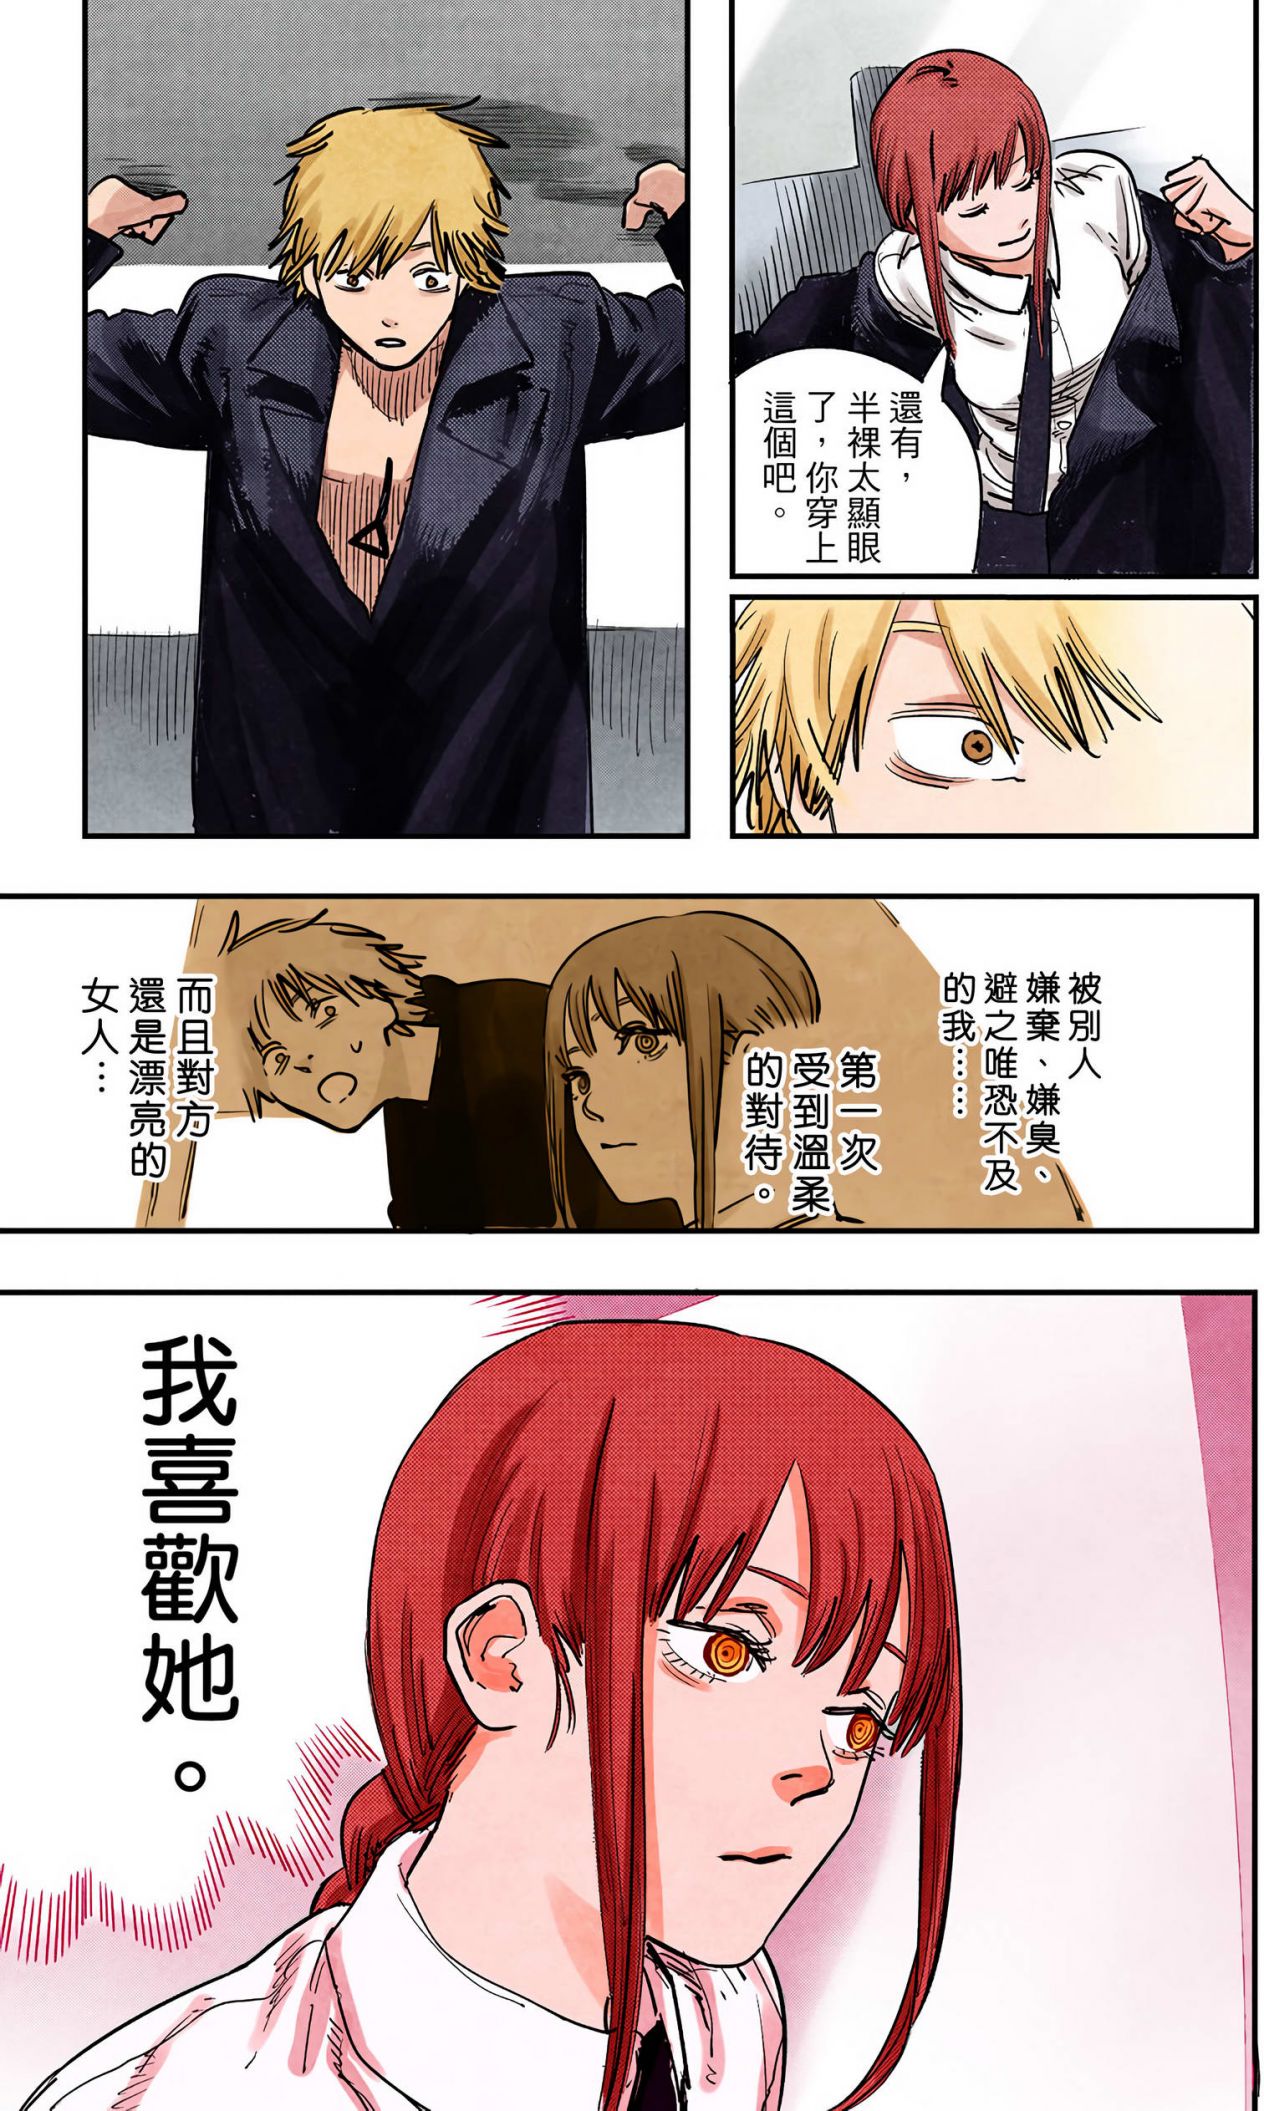 還有，
半裸太顯眼
了，你穿上
這個吧。
被別人
嫌棄、嫌臭、
避之唯恐不及
的我……
第一次
受到溫柔
的對待。
而且對方
還是漂亮的
女人…
我喜歡她。